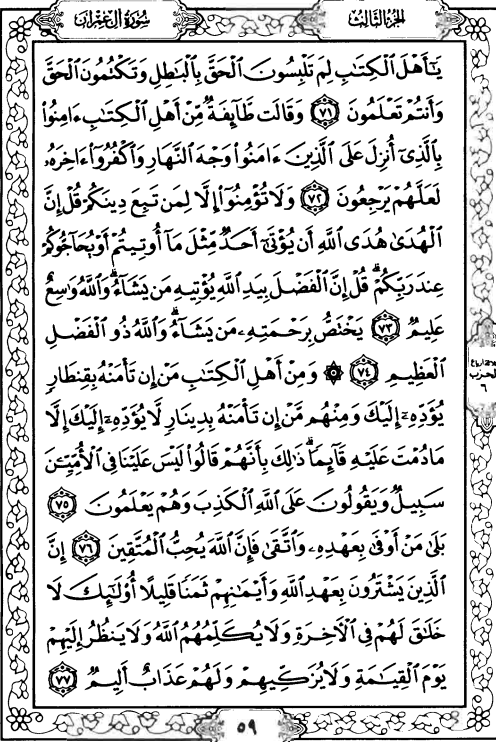 الجزء الثالث
سورة آل عمران
يَٰٓأَهْلَ ٱلْكِتَٰبِ لِمَ تَلْبِسُونَ ٱلْحَقَّ بِٱلْبَٰطِلِ وَتَكْتُمُونَ ٱلْحَقَّ
وَأَنتُمْ تَعْلَمُونَ ٧١ وَقَالَت طَّآئِفَةٌ مِّنْ أَهْلِ ٱلْكِتَٰبِ ءَامِنُوا۟
بِٱلَّذِىٓ أُنزِلَ عَلَى ٱلَّذِينَ ءَامَنُوا۟ وَجْهَ ٱلنَّهَارِ وَٱكْفُرُوٓا۟ ءَاخِرَهُۥ
لَعَلَّهُمْ يَرْجِعُونَ ٧٢ وَلَا تُؤْمِنُوٓا۟ إِلَّا لِمَن تَبِعَ دِينَكُمْ قُلْ إِنَّ
ٱلْهُدَىٰ هُدَى ٱللَّهِ أَن يُؤْتَىٰٓ أَحَدٌ مِّثْلَ مَآ أُوتِيتُمْ أَوْ يُحَآجُّوكُمْ
عِندَ رَبِّكُمْ ۗ قُلْ إِنَّ ٱلْفَضْلَ بِيَدِ ٱللَّهِ يُؤْتِيهِ مَن يَشَآءُ ۗ وَٱللَّهُ وَٰسِعٌ
عَلِيمٌ ٧٣ يَخْتَصُّ بِرَحْمَتِهِۦ مَن يَشَآءُ ۗ وَٱللَّهُ ذُو ٱلْفَضْلِ
ٱلْعَظِيمِ ٧٤ ۞ وَمِنْ أَهْلِ ٱلْكِتَٰبِ مَنْ إِن تَأْمَنْهُ بِقِنطَارٍ
يُؤَدِّهِۦٓ إِلَيْكَ وَمِنْهُم مَّنْ إِن تَأْمَنْهُ بِدِينَارٍ لَّا يُؤَدِّهِۦٓ إِلَيْكَ إِلَّا
مَا دُمْتَ عَلَيْهِ قَآئِمًا ۗ ذَٰلِكَ بِأَنَّهُمْ قَالُوا۟ لَيْسَ عَلَيْنَا فِى ٱلْأُمِّيِّۦنَ
سَبِيلٌ وَيَقُولُونَ عَلَى ٱللَّهِ ٱلْكَذِبَ وَهُمْ يَعْلَمُونَ ٧٥
بَلَىٰ مَنْ أَوْفَىٰ بِعَهْدِهِۦ وَٱتَّقَىٰ فَإِنَّ ٱللَّهَ يُحِبُّ ٱلْمُتَّقِينَ ٧٦ إِنَّ
ٱلَّذِينَ يَشْتَرُونَ بِعَهْدِ ٱللَّهِ وَأَيْمَٰنِهِمْ ثَمَنًا قَلِيلًا أُو۟لَٰٓئِكَ لَا
خَلَٰقَ لَهُمْ فِى ٱلْءَاخِرَةِ وَلَا يُكَلِّمُهُمُ ٱللَّهُ وَلَا يَنظُرُ إِلَيْهِمْ
يَوْمَ ٱلْقِيَٰمَةِ وَلَا يُزَكِّيهِمْ وَلَهُمْ عَذَابٌ أَلِيمٌ ٧٧
الحزب
٦
٥٩